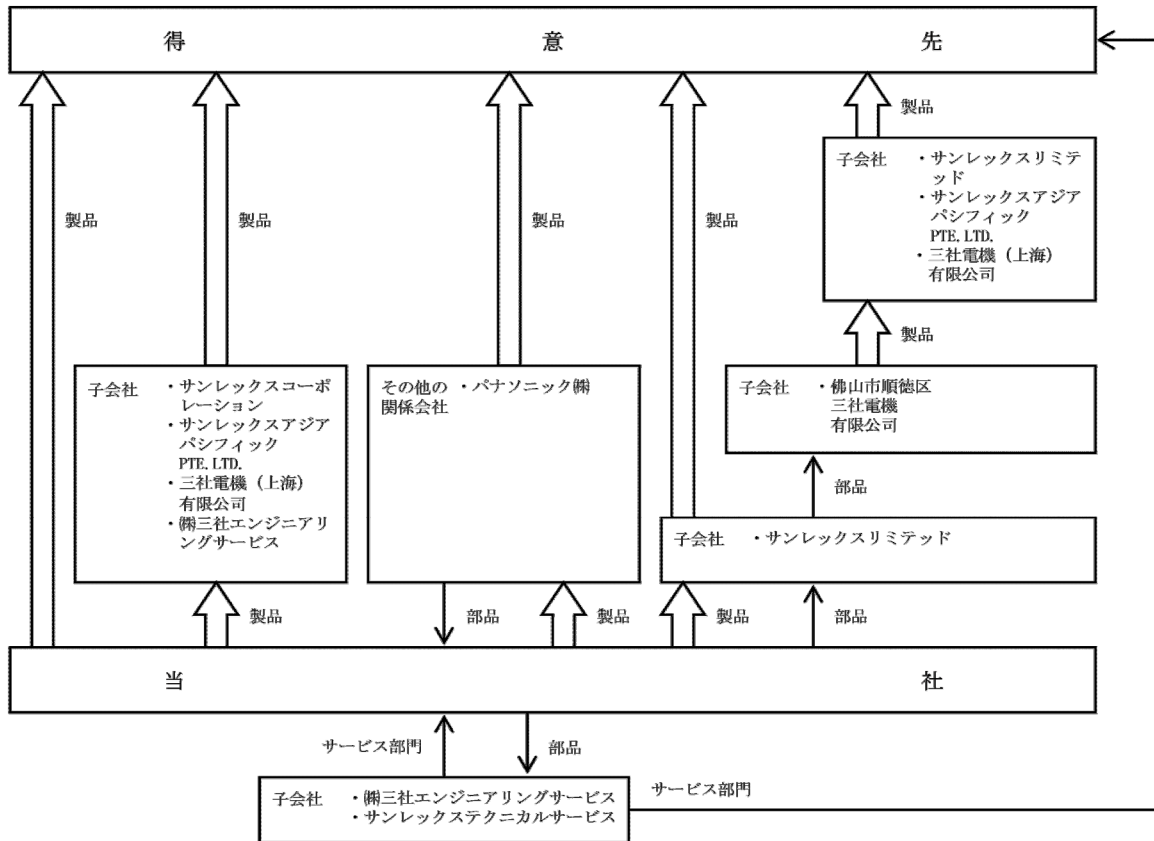 得意先
製品
子会社 ・サンレックスリミテ
ッド
・サンレックスアジア
パシフィック
PTE. LTD.
・三社電機（上海）
有限公司
製品
製品
製品
製品
子会社 ・サンレックスコーポ
レーション
・サンレックスアジア
パシフィック
PTE. LTD.
・三社電機（上海）
有限公司
・㈱三社エンジニアリ
ングサービス
その他の ・パナソニック㈱
関係会社
子会社 ・佛山市順徳区
三社電機
有限公司
部品
子会社 ・サンレックスリミテッド
製品
部品
製品
製品
部品
当社
サービス部門
部品
子会社 ・㈱三社エンジニアリングサービス
・サンレックステクニカルサービス
サービス部門